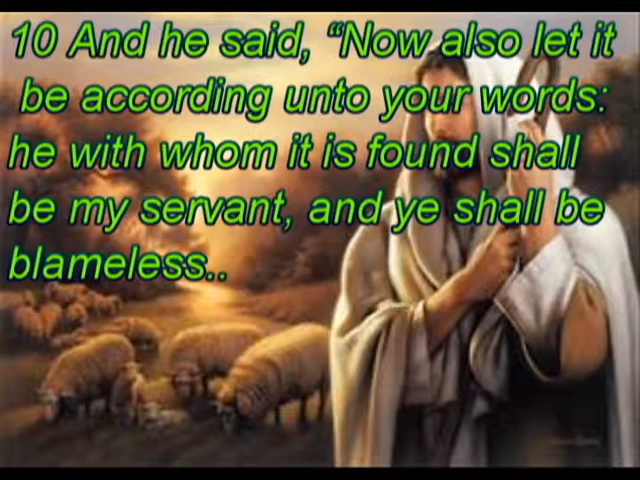 10 And he said, “Now also let it
be according unto your words:
he with whom it is found shall
be my servant, and ye shall be
blameless..